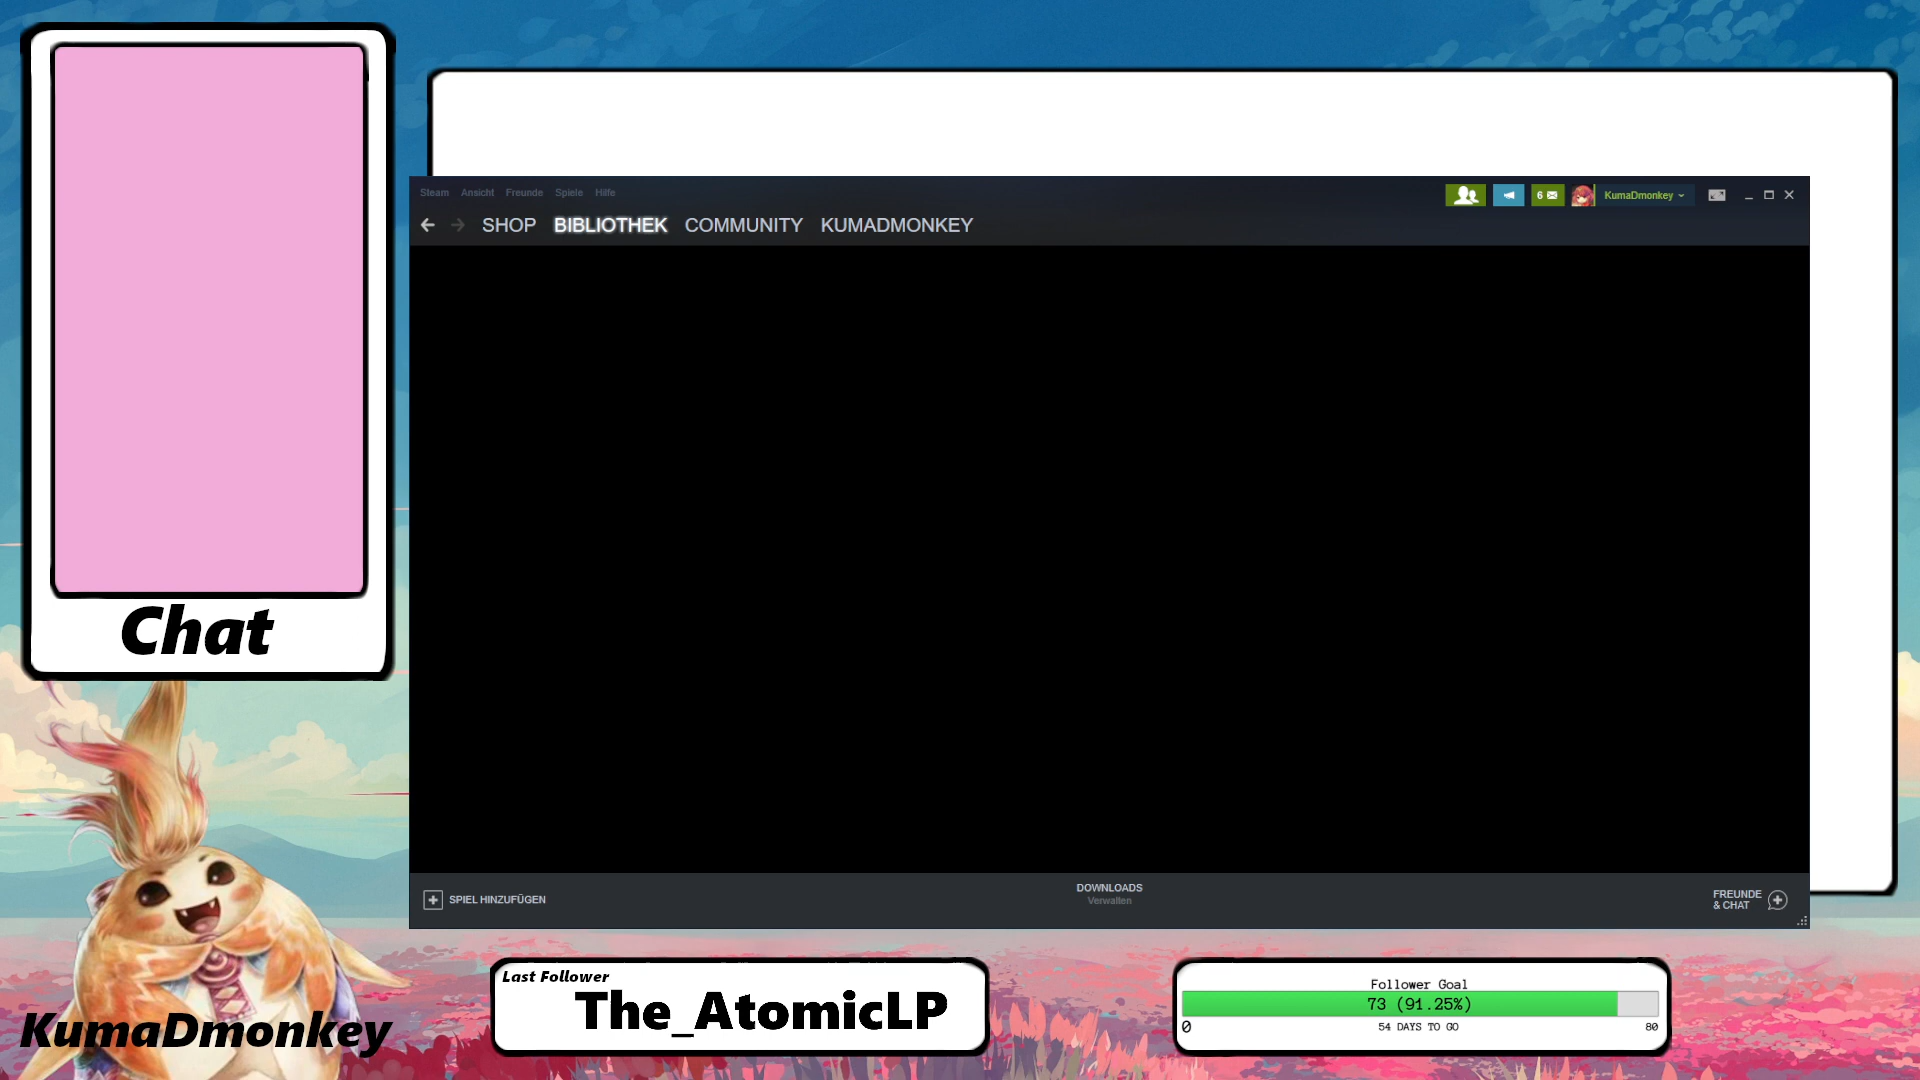 Steam Ansicht Freunde Spiele Hilfe
6 KumaDmonkey
SHOP BIBLIOTHEK COMMUNITY KUMADMONKEY
Chat
SPIEL HINZUFÜGEN
DOWNLOADS
Verwalten
FREUNDE
& CHAT
KumaDmonkey
Last Follower
The_AtomicLP
Follower Goal
73 (91.25%)
0 54 DAYS TO GO 80